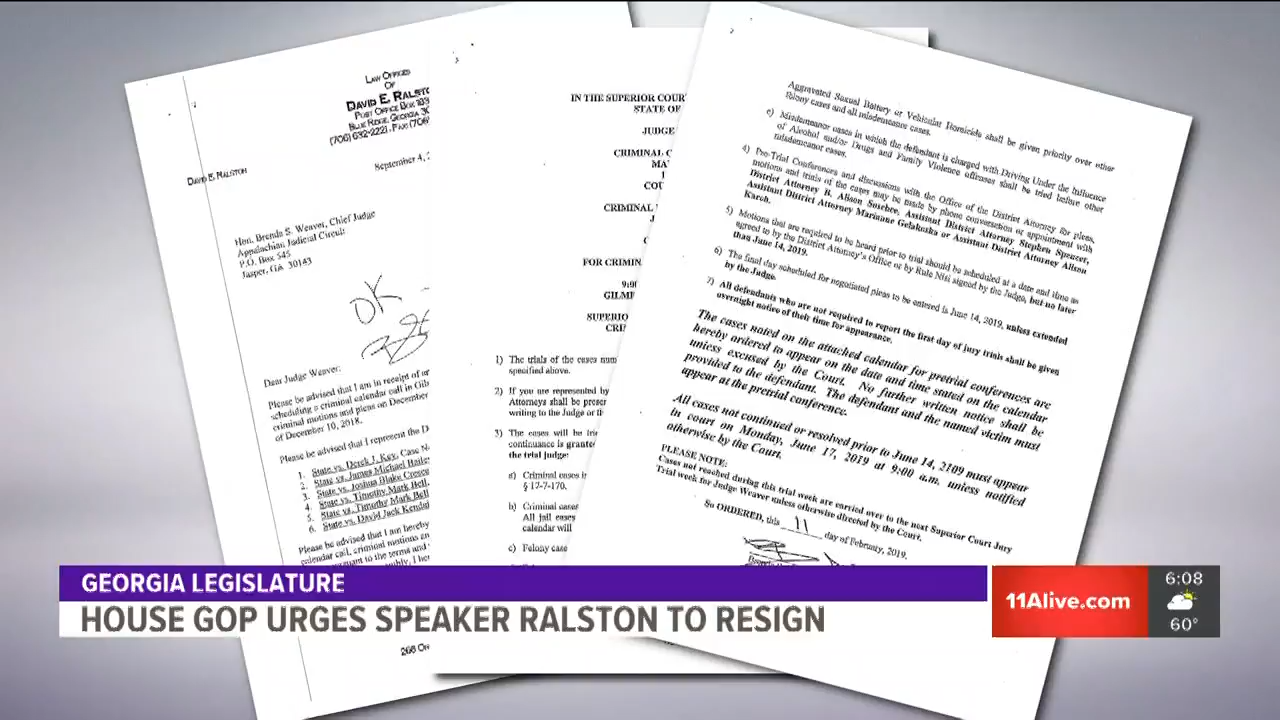 LAW OFFICES
OF
DAVID E. RALSTO
POST OFFICE BOX 183
BLUE RIDGE, GEORGIA 30
(706) 632-2221, FAX: (706
September 4, 2
DAVID E. RALSTON
Hon. Brenda S. Weaver, Chief Judge
Appalachian Judicial Circuit
P.O. Box 545
Jasper, GA 30143
OK
Dear Judge Weaver:
Please be advised that I am in receipt of
scheduling a criminal calendar call in Gil
criminal motions and pleas on December
of December 10, 2018.
Please be advised that I represent the D
1. State vs. Derek J. Key, Case N
2. State vs. James Michael Bailey
3. State vs. Joshua Blake Cresce
4. State vs. Timothy Mark Bell,
5. State vs. Timothy Mark Bell
6. State vs. David Jack Kendal
Please be advised that I am hereby
calendar call, criminal motions an
pursuant to the terms and
268 Or
IN THE SUPERIOR COUR
STATE OF
JUDGE
CRIMINAL C
MA
COU
CRIMINAL
J
FOR CRIMIN
9:00
GILME
SUPERIO
CRI
1) The trials of the cases num
specified above.
2) If you are represented by
Attorneys shall be preser
writing to the Judge or th
3) The cases will be trie
continuance is grante
the trial judge:
a) Criminal cases i
§ 17-7-170.
b) Criminal cases
All jail cases
calendar will
c) Felony case
Aggravated Sexual Battery or Vehicular Homicide shall be given priority over other
felony cases and all misdemeanor cases.
e) Misdemeanor cases in which the defendant is charged with Driving Under the Influence
of Alcohol and/or Drugs and Family Violence offenses shall be tried before other
misdemeanor cases.
4) Pre-Trial Conferences and discussions with the Office of the District Attorney for pleas,
motions and trials of the cases may be made by phone conversation or appointment with
District Attorney B. Alison Sosebee, Assistant District Attorney Stephen Spencer,
Assistant District Attorney Marianne Gelakoska or Assistant District Attorney Alison
Karch.
5) Motions that are required to be heard prior to trial should be scheduled at a date and time as
agreed to by the District Attorney's Office or by Rule Nisi signed by the Judge, but no later
than June 14, 2019.
6) The final day scheduled for negotiated pleas to be entered is June 14, 2019, unless extended
by the Judge.
7) All defendants who are not required to report the first day of jury trials shall be given
overnight notice of their time for appearance.
The cases noted on the attached calendar for pretrial conferences are
hereby ordered to appear on the date and time stated on the calendar
unless excused by the Court. No further written notice shall be
provided to the defendant. The defendant and the named victim must
appear at the pretrial conference.
All cases not continued or resolved prior to June 14, 2109 must appear
in court on Monday, June 17, 2019 at 9:00 a.m. unless notified
otherwise by the Court.
PLEASE NOTE:
Cases not reached during this trial week are carried over to the next Superior Court Jury
Trial week for Judge Weaver unless otherwise directed by the Court.
So ORDERED, this 11 day of February, 2019.
GEORGIA LEGISLATURE
HOUSE GOP URGES SPEAKER RALSTON TO RESIGN
11Alive.com
6:08
60°